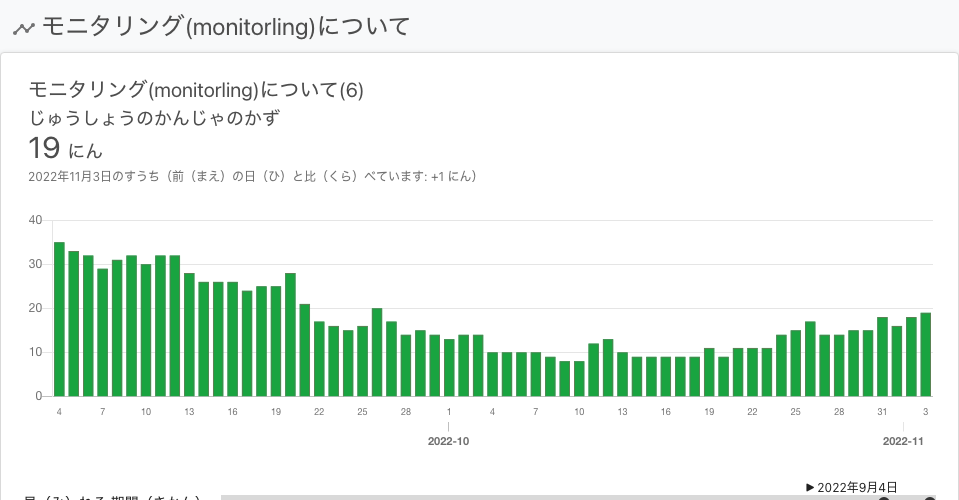 モニタリング(monitorling)について
モニタリング(monitorling)について(6)
じゅうしょうのかんじゃのかず
19 にん
2022年11月3日のすうち（前（まえ）の日（ひ）と比（くら）べています: +1 にん）
40
30
20
10
0
4 7 10 13 16 19 22 25 28 1 4 7 10 13 16 19 22 25 28 31 3
2022-10 2022-11
▶ 2022年9月4日